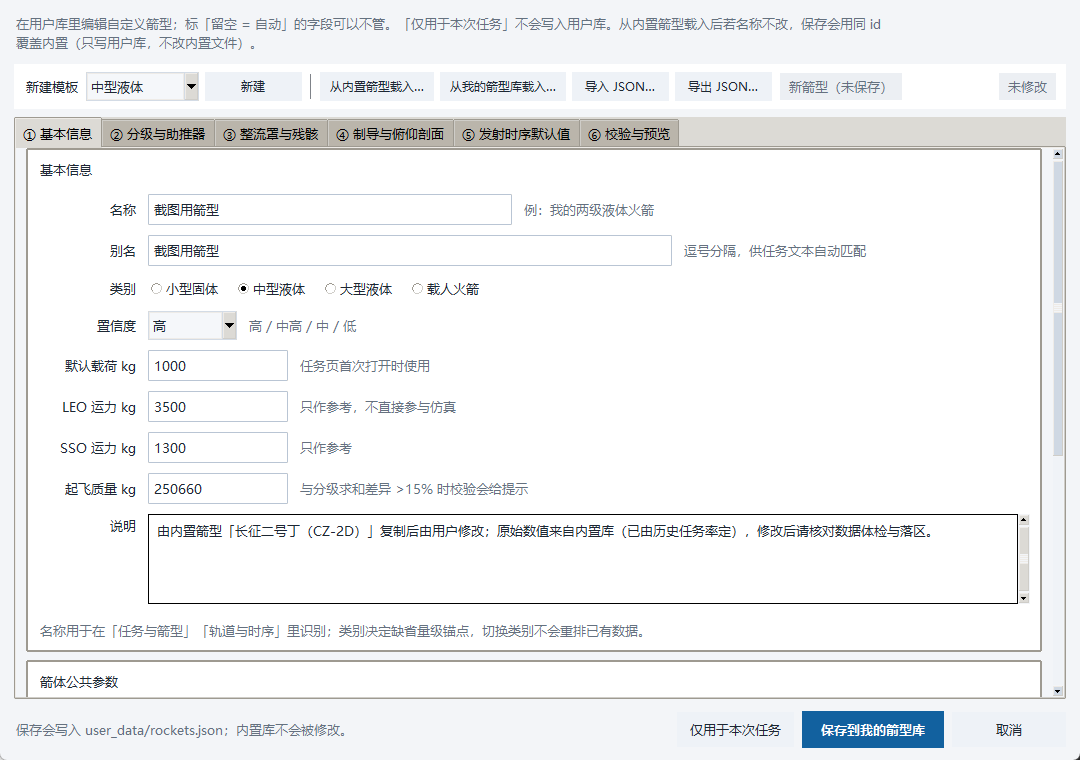 在用户库里编辑自定义箭型；标「留空 = 自动」的字段可以不管。「仅用于本次任务」不会写入用户库。从内置箭型载入后若名称不改，保存会用同 id
覆盖内置（只写用户库，不改内置文件）。
新建模板 中型液体 新建 从内置箭型载入... 从我的箭型库载入... 导入 JSON... 导出 JSON... 新箭型（未保存） 未修改
① 基本信息 ② 分级与助推器 ③ 整流罩与残骸 ④ 制导与俯仰剖面 ⑤ 发射时序默认值 ⑥ 校验与预览
基本信息
名称 截图用箭型 例：我的两级液体火箭
别名 截图用箭型 逗号分隔，供任务文本自动匹配
类别 小型固体 中型液体 大型液体 载人火箭
置信度 高 高 / 中高 / 中 / 低
默认载荷 kg 1000 任务页首次打开时使用
LEO 运力 kg 3500 只作参考，不直接参与仿真
SSO 运力 kg 1300 只作参考
起飞质量 kg 250660 与分级求和差异 >15% 时校验会给提示
说明 由内置箭型「长征二号丁（CZ-2D）」复制后由用户修改；原始数值来自内置库（已由历史任务率定），修改后请核对数据体检与落区。
名称用于在「任务与箭型」「轨道与时序」里识别；类别决定缺省量级锚点，切换类别不会重排已有数据。
箭体公共参数
保存会写入 user_data/rockets.json；内置库不会被修改。 仅用于本次任务 保存到我的箭型库 取消